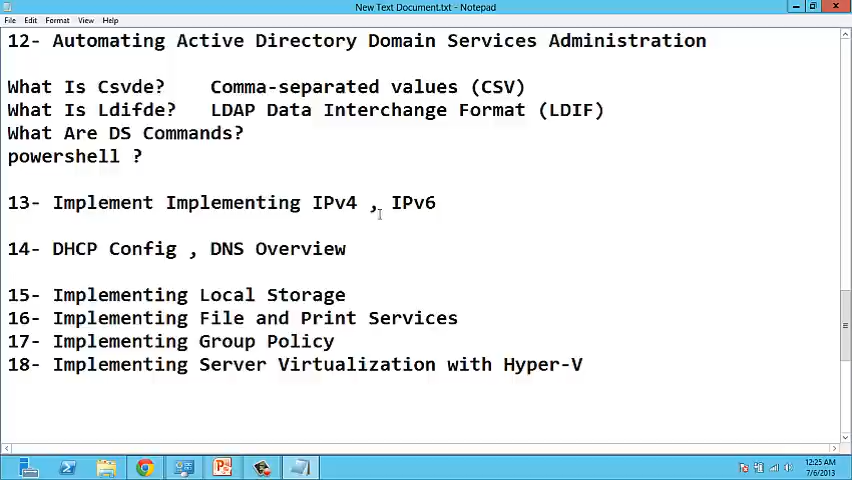 New Text Document.txt - Notepad
File Edit Format View Help
12- Automating Active Directory Domain Services Administration
What Is Csvde? Comma-separated values (CSV)
What Is Ldifde? LDAP Data Interchange Format (LDIF)
What Are DS Commands?
powershell ?
13- Implement Implementing IPv4 , IPv6
14- DHCP Config , DNS Overview
15- Implementing Local Storage
16- Implementing File and Print Services
17- Implementing Group Policy
18- Implementing Server Virtualization with Hyper-V
12:25 AM
7/6/2013